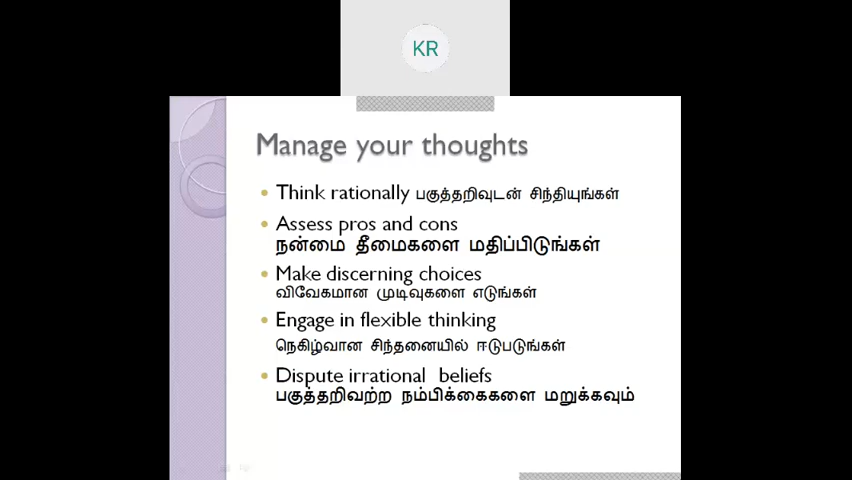 KR
Manage your thoughts
Think rationally பகுத்தறிவுடன் சிந்தியுங்கள்
Assess pros and cons
நன்மை தீமைகளை மதிப்பிடுங்கள்
Make discerning choices
விவேகமான முடிவுகளை எடுங்கள்
Engage in flexible thinking
நெகிழ்வான சிந்தனையில் ஈடுபடுங்கள்
Dispute irrational beliefs
பகுத்தறிவற்ற நம்பிக்கைகளை மறுக்கவும்